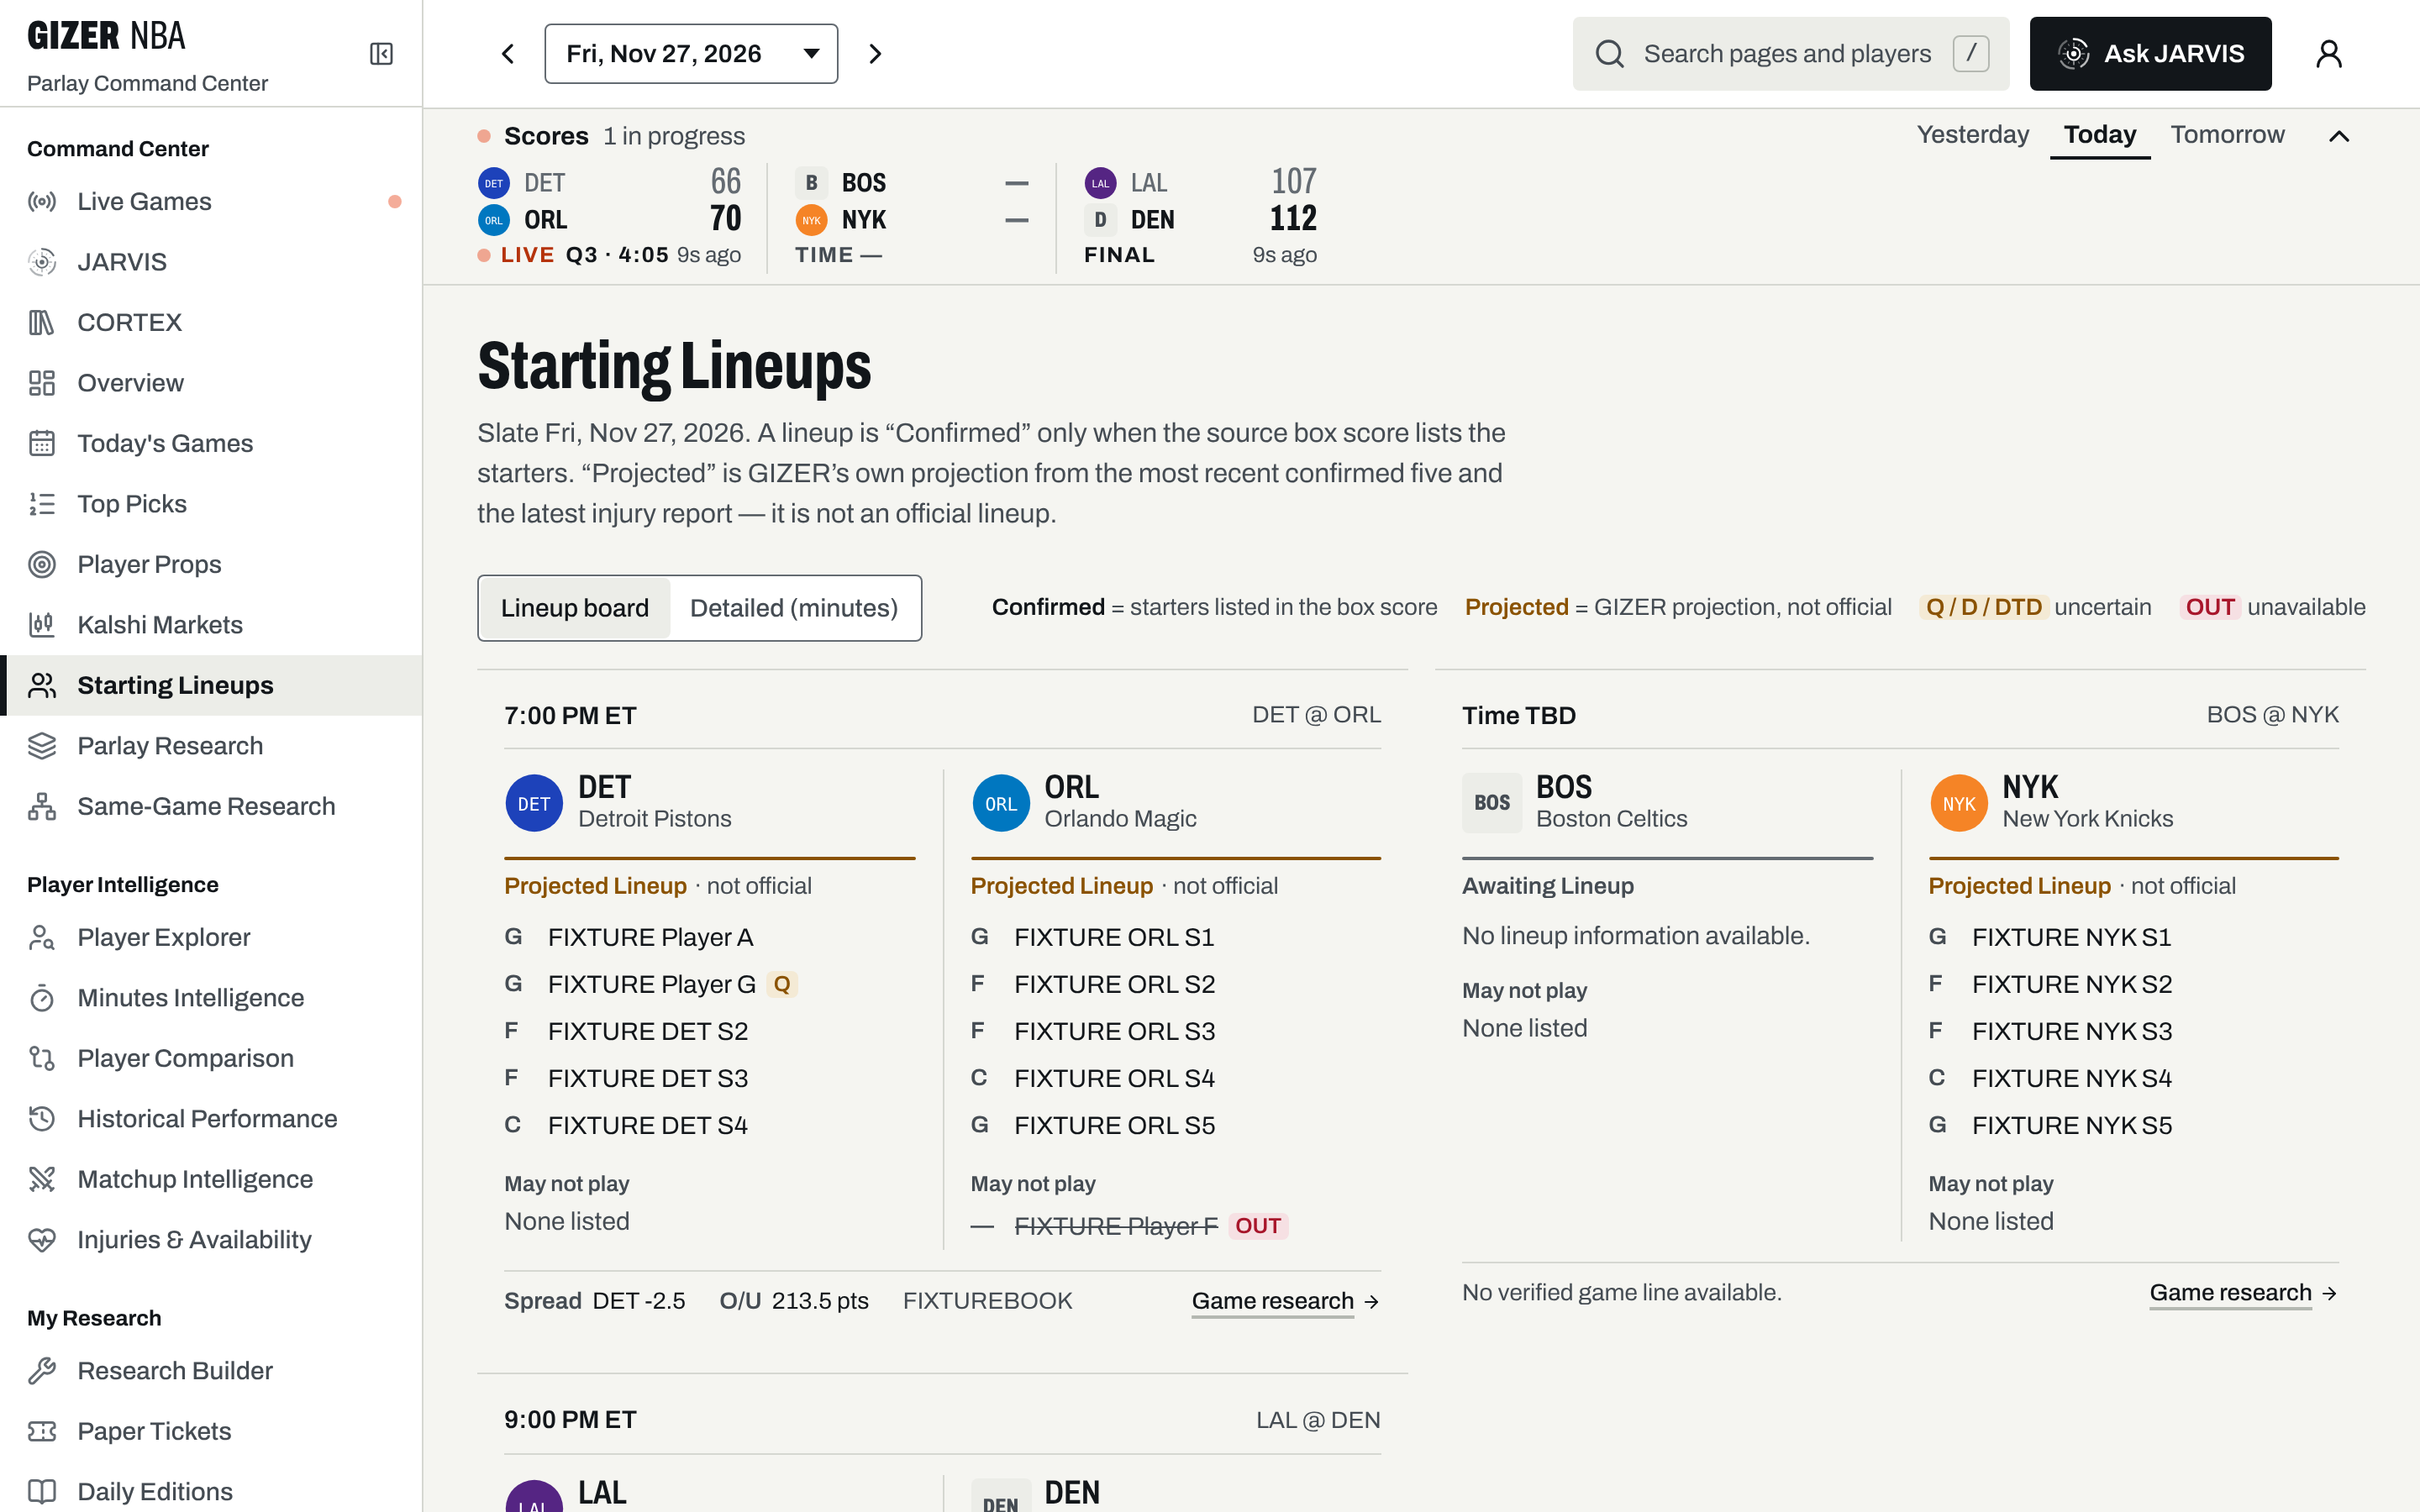 GIZER NBA
Parlay Command Center
Fri, Nov 27, 2026
Search pages and players /
Ask JARVIS
Command Center
Live Games
JARVIS
CORTEX
Overview
Today's Games
Top Picks
Player Props
Kalshi Markets
Starting Lineups
Parlay Research
Same-Game Research
Player Intelligence
Player Explorer
Minutes Intelligence
Player Comparison
Historical Performance
Matchup Intelligence
Injuries & Availability
My Research
Research Builder
Paper Tickets
Daily Editions
Scores 1 in progress
Yesterday Today Tomorrow
DET DET 66
ORL ORL 70
LIVE Q3 · 4:05 9s ago
B BOS —
NYK NYK —
TIME —
LAL LAL 107
D DEN 112
FINAL 9s ago
Starting Lineups
Slate Fri, Nov 27, 2026. A lineup is “Confirmed” only when the source box score lists the
starters. “Projected” is GIZER’s own projection from the most recent confirmed five and
the latest injury report — it is not an official lineup.
Lineup board Detailed (minutes)
Confirmed = starters listed in the box score Projected = GIZER projection, not official Q / D / DTD uncertain OUT unavailable
7:00 PM ET DET @ ORL
DET DET
Detroit Pistons
Projected Lineup · not official
G FIXTURE Player A
G FIXTURE Player G Q
F FIXTURE DET S2
F FIXTURE DET S3
C FIXTURE DET S4
May not play
None listed
ORL ORL
Orlando Magic
Projected Lineup · not official
G FIXTURE ORL S1
F FIXTURE ORL S2
F FIXTURE ORL S3
C FIXTURE ORL S4
G FIXTURE ORL S5
May not play
— FIXTURE Player F OUT
Spread DET -2.5 O/U 213.5 pts FIXTUREBOOK Game research →
Time TBD BOS @ NYK
BOS BOS
Boston Celtics
Awaiting Lineup
No lineup information available.
May not play
None listed
NYK NYK
New York Knicks
Projected Lineup · not official
G FIXTURE NYK S1
F FIXTURE NYK S2
F FIXTURE NYK S3
C FIXTURE NYK S4
G FIXTURE NYK S5
May not play
None listed
No verified game line available. Game research →
9:00 PM ET LAL @ DEN
LAL LAL
DEN DEN